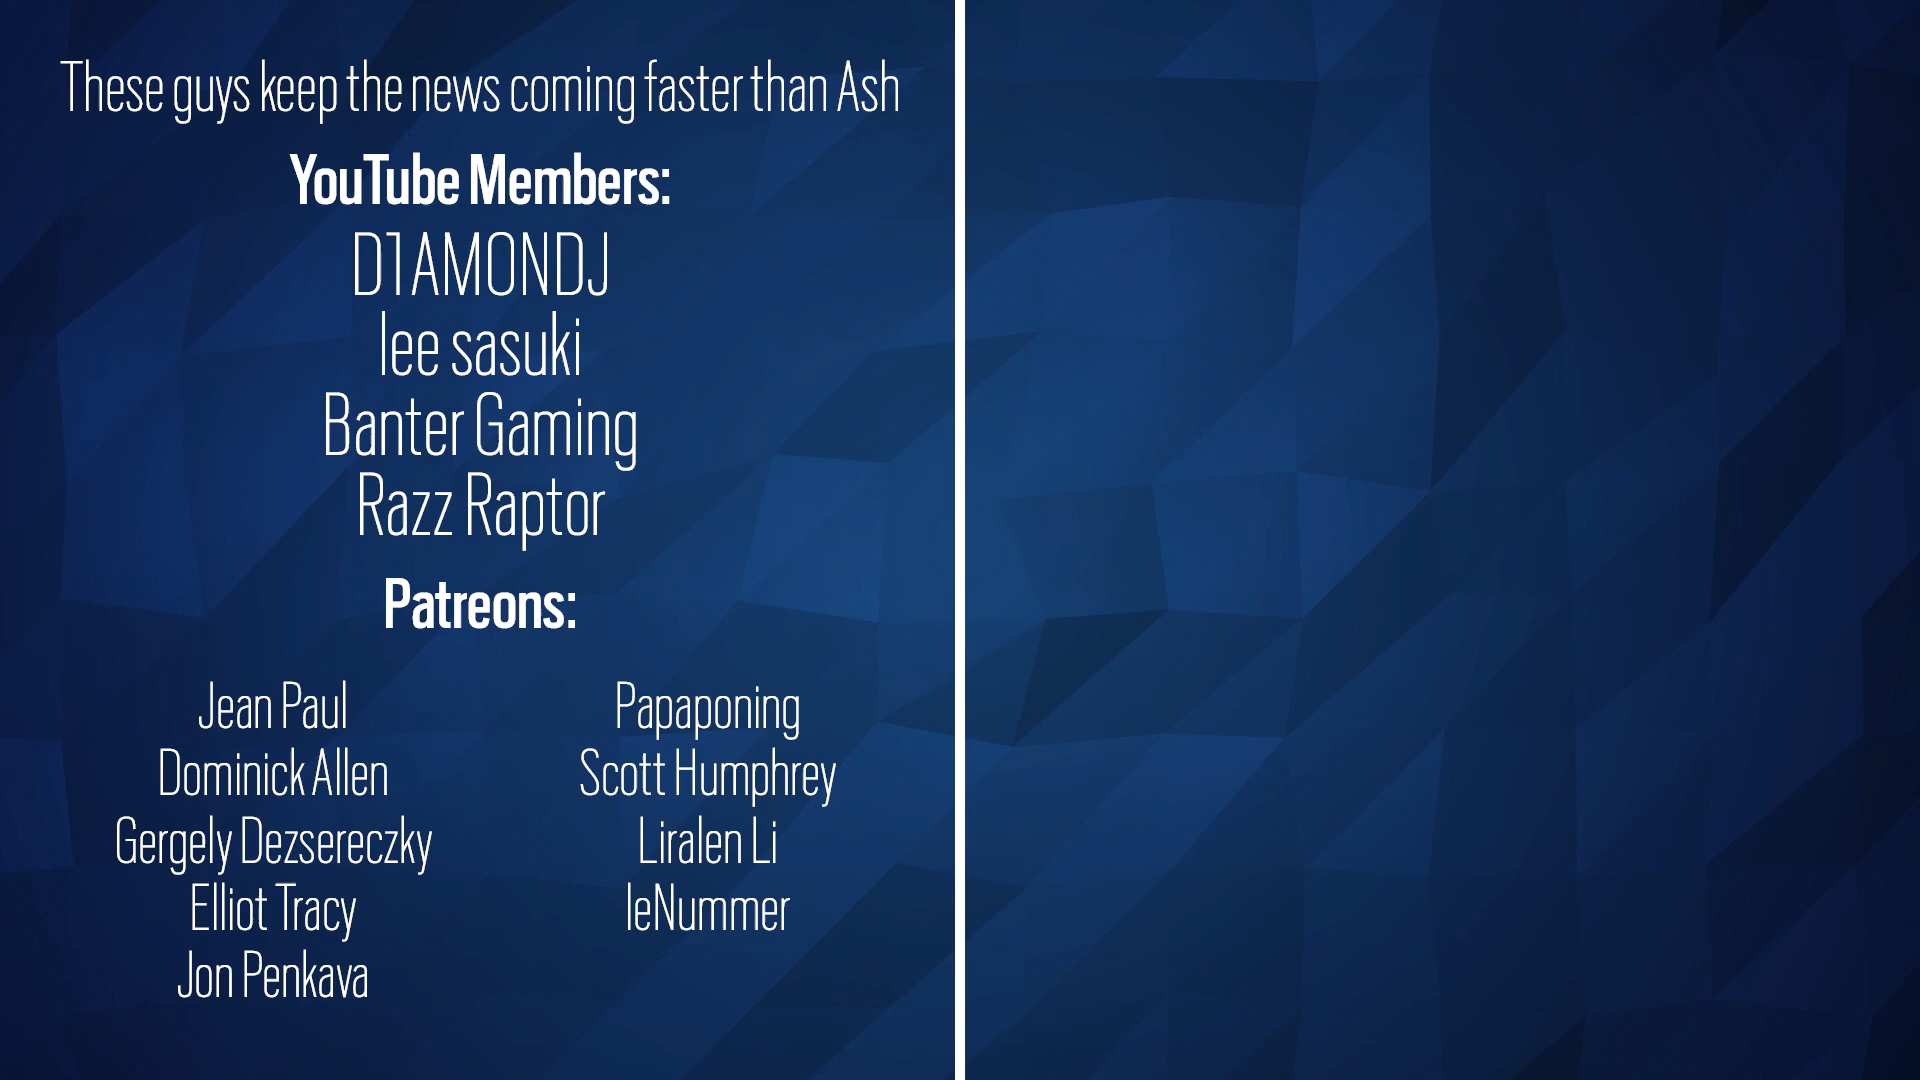 These guys keep the news coming faster than Ash
YouTube Members:
D1AMONDJ
lee sasuki
Banter Gaming
Razz Raptor
Patreons:
Jean Paul
Dominick Allen
Gergely Dezsereczky
Elliot Tracy
Jon Penkava
Papaponing
Scott Humphrey
Liralen Li
leNummer